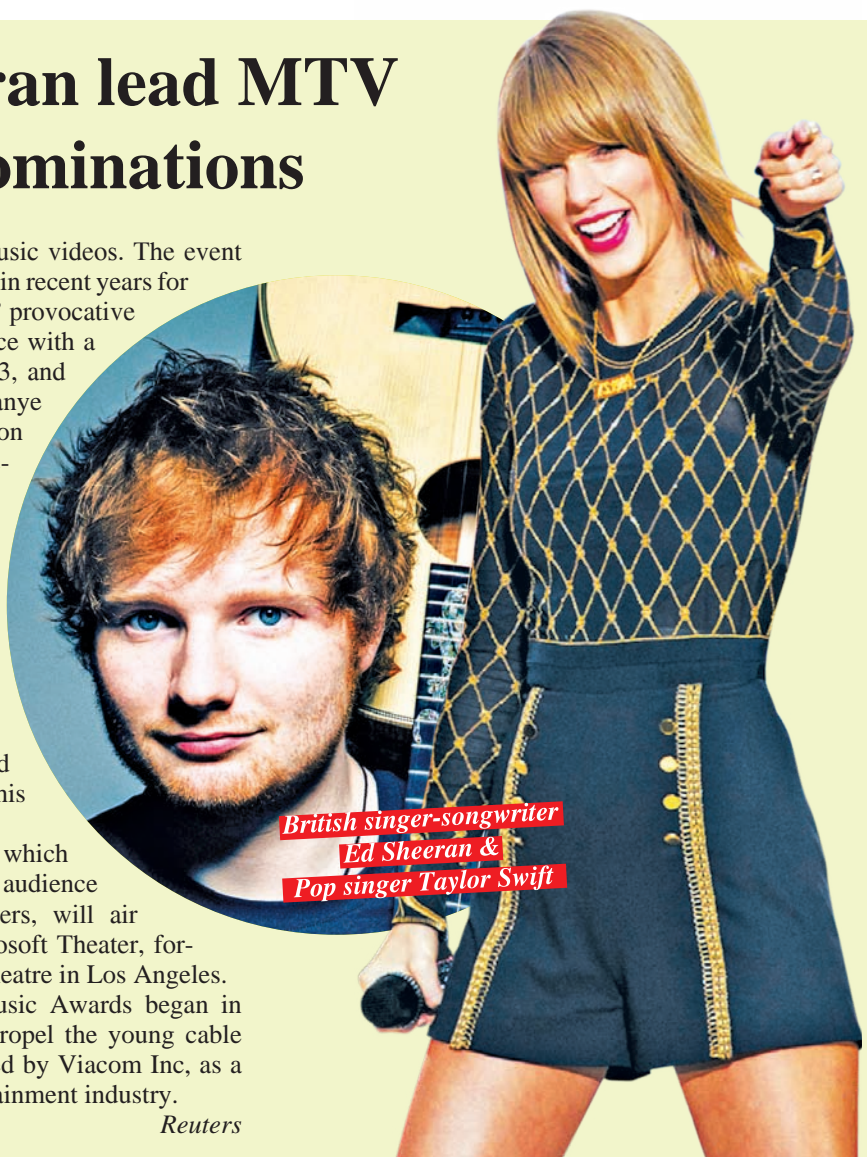 ran lead MTV
ominations
usic videos. The event
in recent years for
' provocative
ce with a
3, and
anye
on
-
d
his
which
audience
ers, will air
osoft Theater, for-
eatre in Los Angeles.
usic Awards began in
ropel the young cable
d by Viacom Inc, as a
ainment industry.
Reuters
British singer-songwriter
Ed Sheeran &
Pop singer Taylor Swift